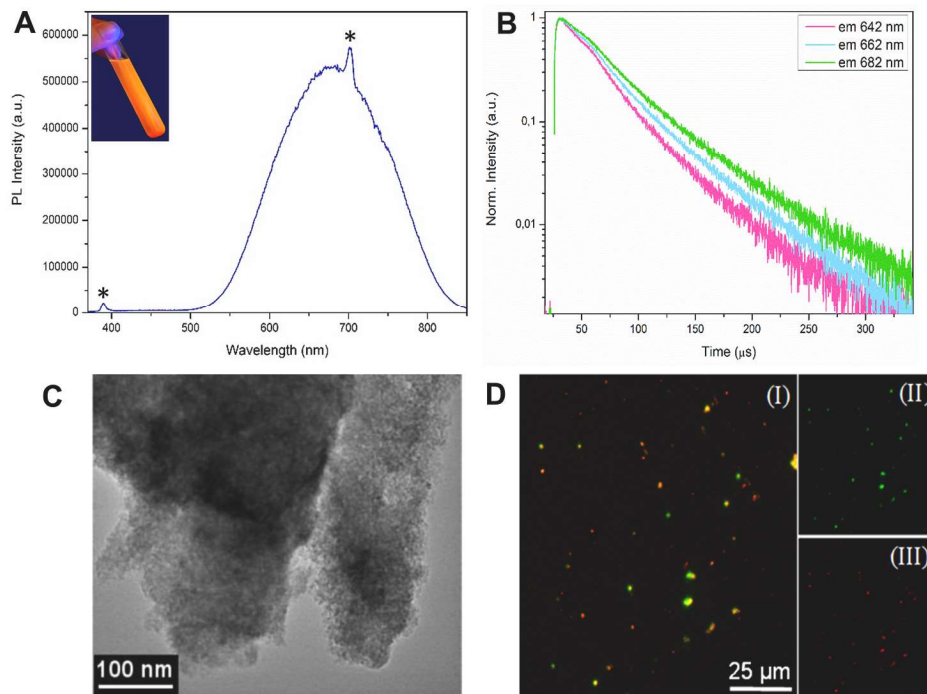 A
*
*
PL Intensity (a.u.)
600000
500000
400000
300000
200000
100000
0
400
500
600
700
800
Wavelength (nm)
B
em 642 nm
em 662 nm
em 682 nm
Norm. Intensity (a.u.)
1
0,1
0.01
50
100
150
200
250
300
Time (µs)
C
100 nm
D
(I)
25 µm
(II)
(III)